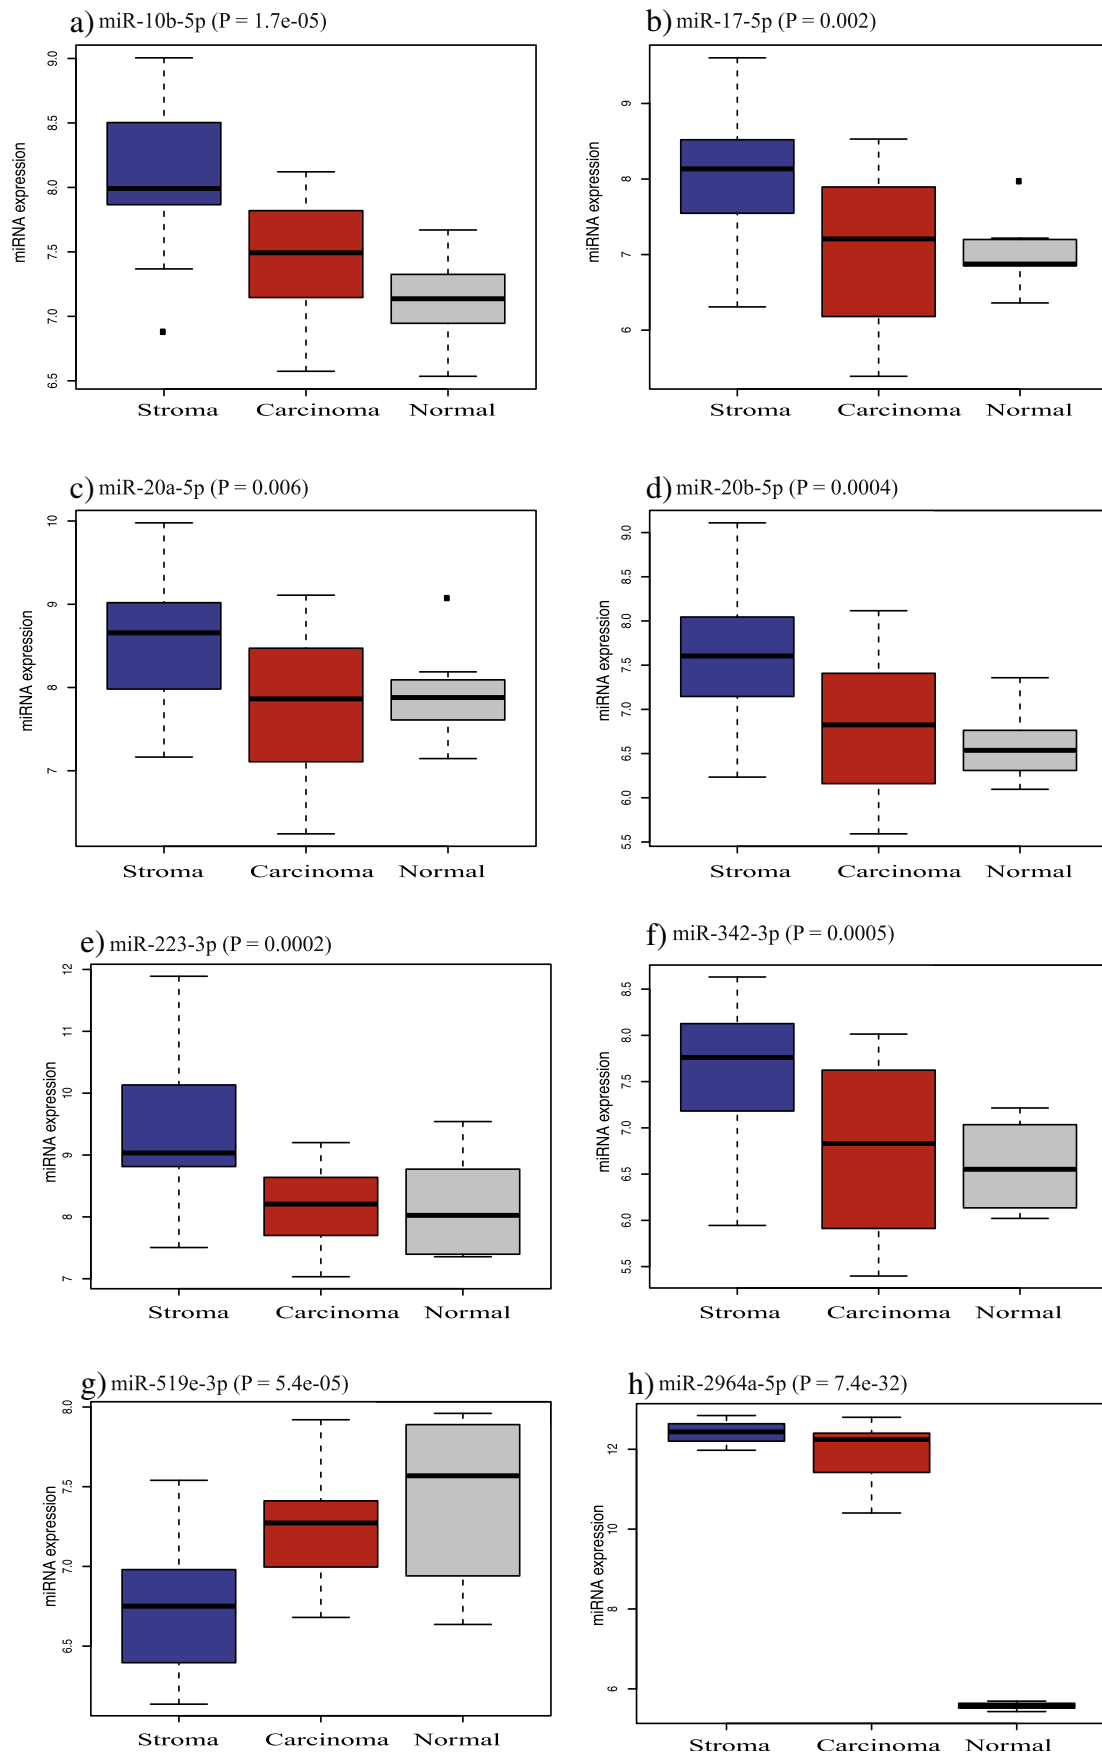 a) miR-10b-5p (P = 1.7e-05)
miRNA expression
9.0
8.5
8.0
7.5
7.0
6.5
Stroma Carcinoma Normal
b) miR-17-5p (P = 0.002)
miRNA expression
9
8
7
6
Stroma Carcinoma Normal
c) miR-20a-5p (P = 0.006)
miRNA expression
10
9
8
7
Stroma Carcinoma Normal
d) miR-20b-5p (P = 0.0004)
miRNA expression
9.0
8.5
8.0
7.5
7.0
6.5
6.0
5.5
Stroma Carcinoma Normal
e) miR-223-3p (P = 0.0002)
miRNA expression
12
11
10
9
8
7
Stroma Carcinoma Normal
f) miR-342-3p (P = 0.0005)
miRNA expression
8.5
8.0
7.5
7.0
6.5
6.0
5.5
Stroma Carcinoma Normal
g) miR-519e-3p (P = 5.4e-05)
miRNA expression
8.0
7.5
7.0
6.5
Stroma Carcinoma Normal
h) miR-2964a-5p (P = 7.4e-32)
miRNA expression
12
10
8
6
Stroma Carcinoma Normal